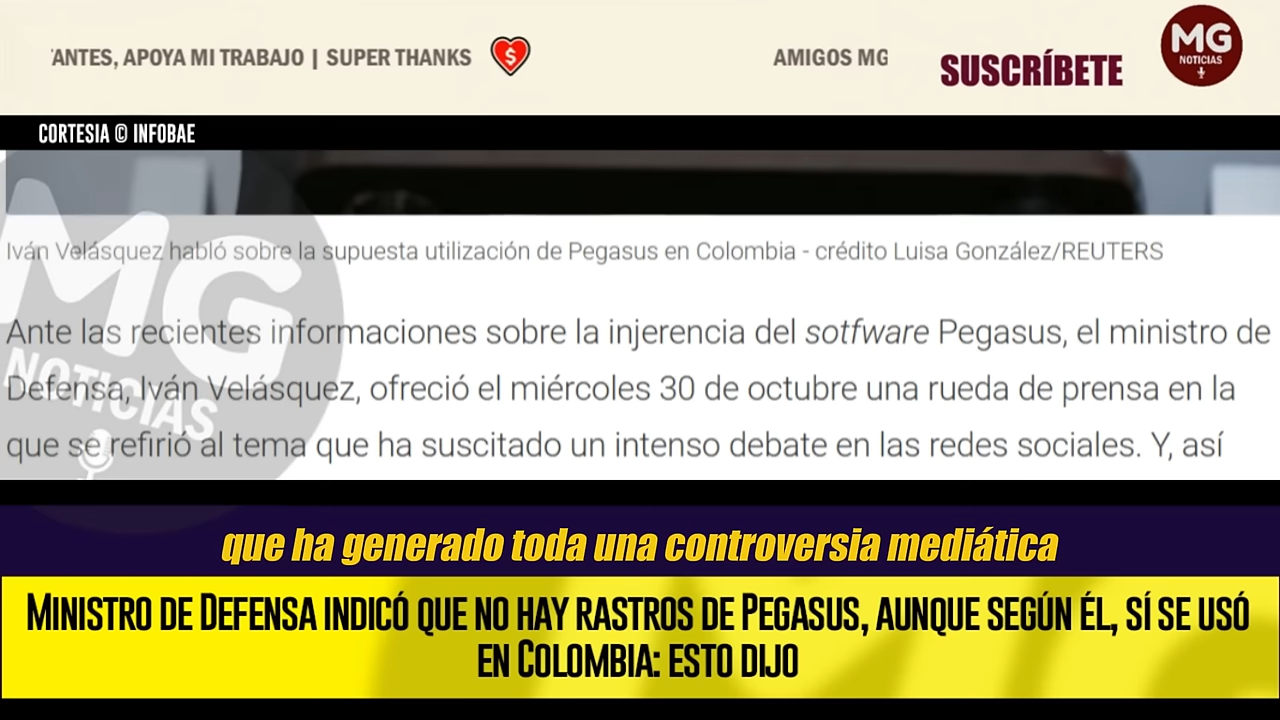 ANTES, APOYA MI TRABAJO | SUPER THANKS
AMIGOS MG
SUSCRÍBETE
MG
NOTICIAS
CORTESIA © INFOBAE
Iván Velásquez habló sobre la supuesta utilización de Pegasus en Colombia - crédito Luisa González/REUTERS
Ante las recientes informaciones sobre la injerencia del sotfware Pegasus, el ministro de
Defensa, Iván Velásquez, ofreció el miércoles 30 de octubre una rueda de prensa en la
que se refirió al tema que ha suscitado un intenso debate en las redes sociales. Y, así
MG
NOTICIAS
que ha generado toda una controversia mediática
MINISTRO DE DEFENSA INDICÓ QUE NO HAY RASTROS DE PEGASUS, AUNQUE SEGÚN ÉL, SÍ SE USÓ
EN COLOMBIA: ESTO DIJO